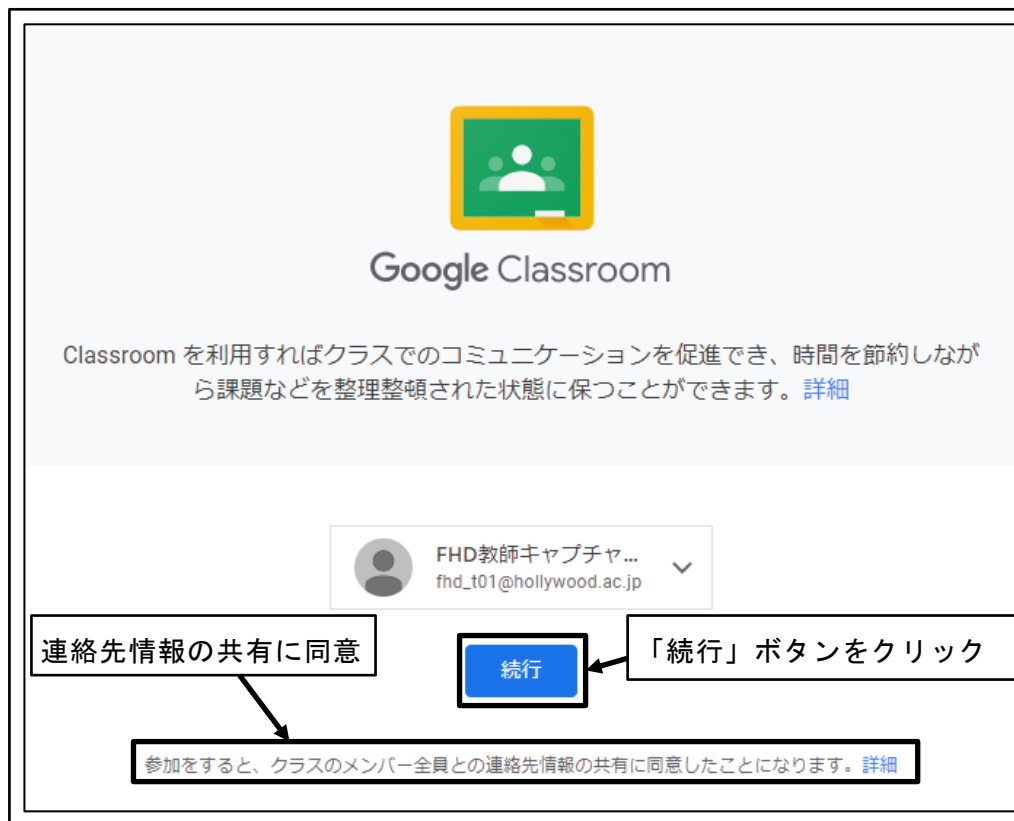 Google Classroom
Classroom を利用すればクラスでのコミュニケーションを促進でき、時間を節約しなが
ら課題などを整理整頓された状態に保つことができます。詳細
FHD教師キャプチャ...
fhd_t01@hollywood.ac.jp
連絡先情報の共有に同意
続行
「続行」ボタンをクリック
参加をすると、クラスのメンバー全員との連絡先情報の共有に同意したことになります。詳細